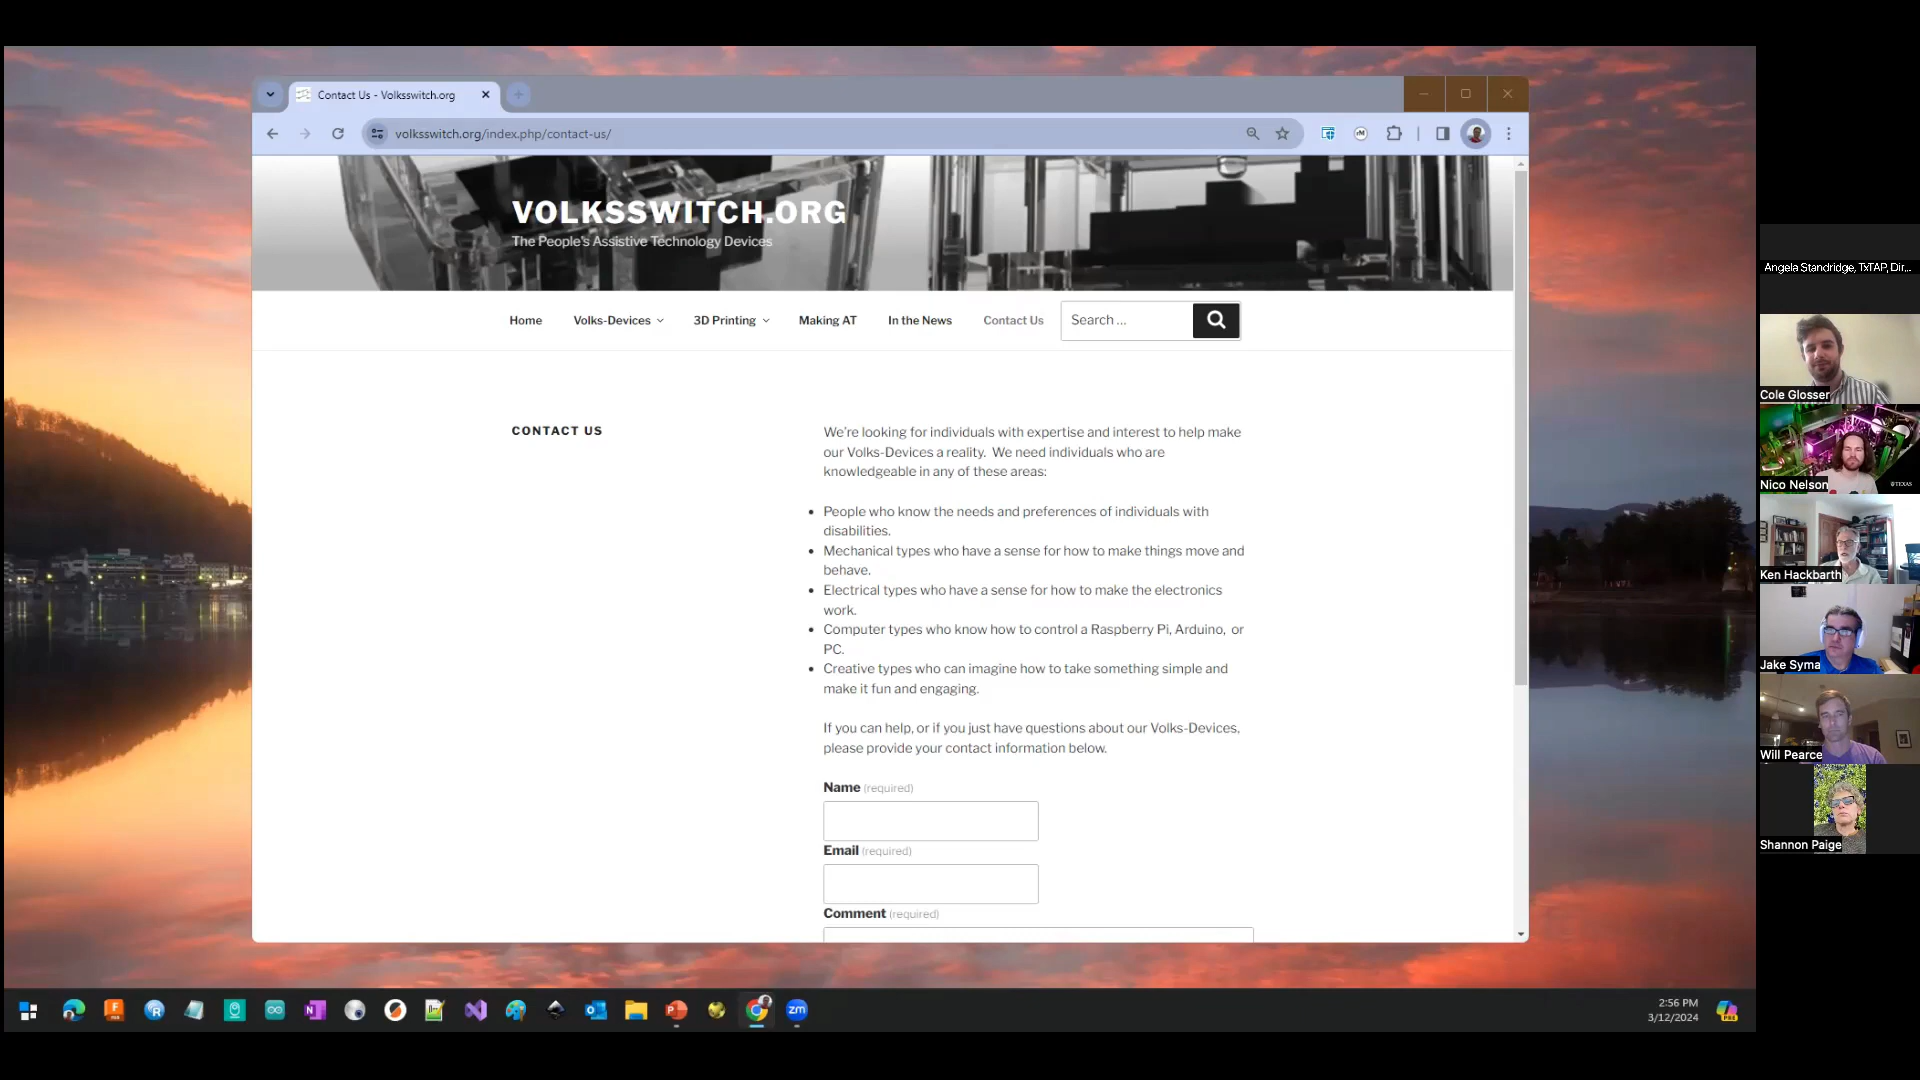 Contact Us - Volksswitch.org
volksswitch.org/index.php/contact-us/
VOLKSSWITCH.ORG
The People's Assistive Technology Devices
Home
Volks-Devices
3D Printing
Making AT
In the News
Contact Us
Search …
CONTACT US
We're looking for individuals with expertise and interest to help make
our Volks-Devices a reality.  We need individuals who are
knowledgeable in any of these areas:
People who know the needs and preferences of individuals with
disabilities.
Mechanical types who have a sense for how to make things move and
behave.
Electrical types who have a sense for how to make the electronics
work.
Computer types who know how to control a Raspberry Pi, Arduino,  or
PC.
Creative types who can imagine how to take something simple and
make it fun and engaging.
If you can help, or if you just have questions about our Volks-Devices,
please provide your contact information below.
Name (required)
Email (required)
Comment (required)
Angela Standridge, TxTAP, Dir...
Cole Glosser
Nico Nelson
TEXAS
Ken Hackbarth
Jake Syma
Will Pearce
Shannon Paige
zm
2:56 PM
3/12/2024